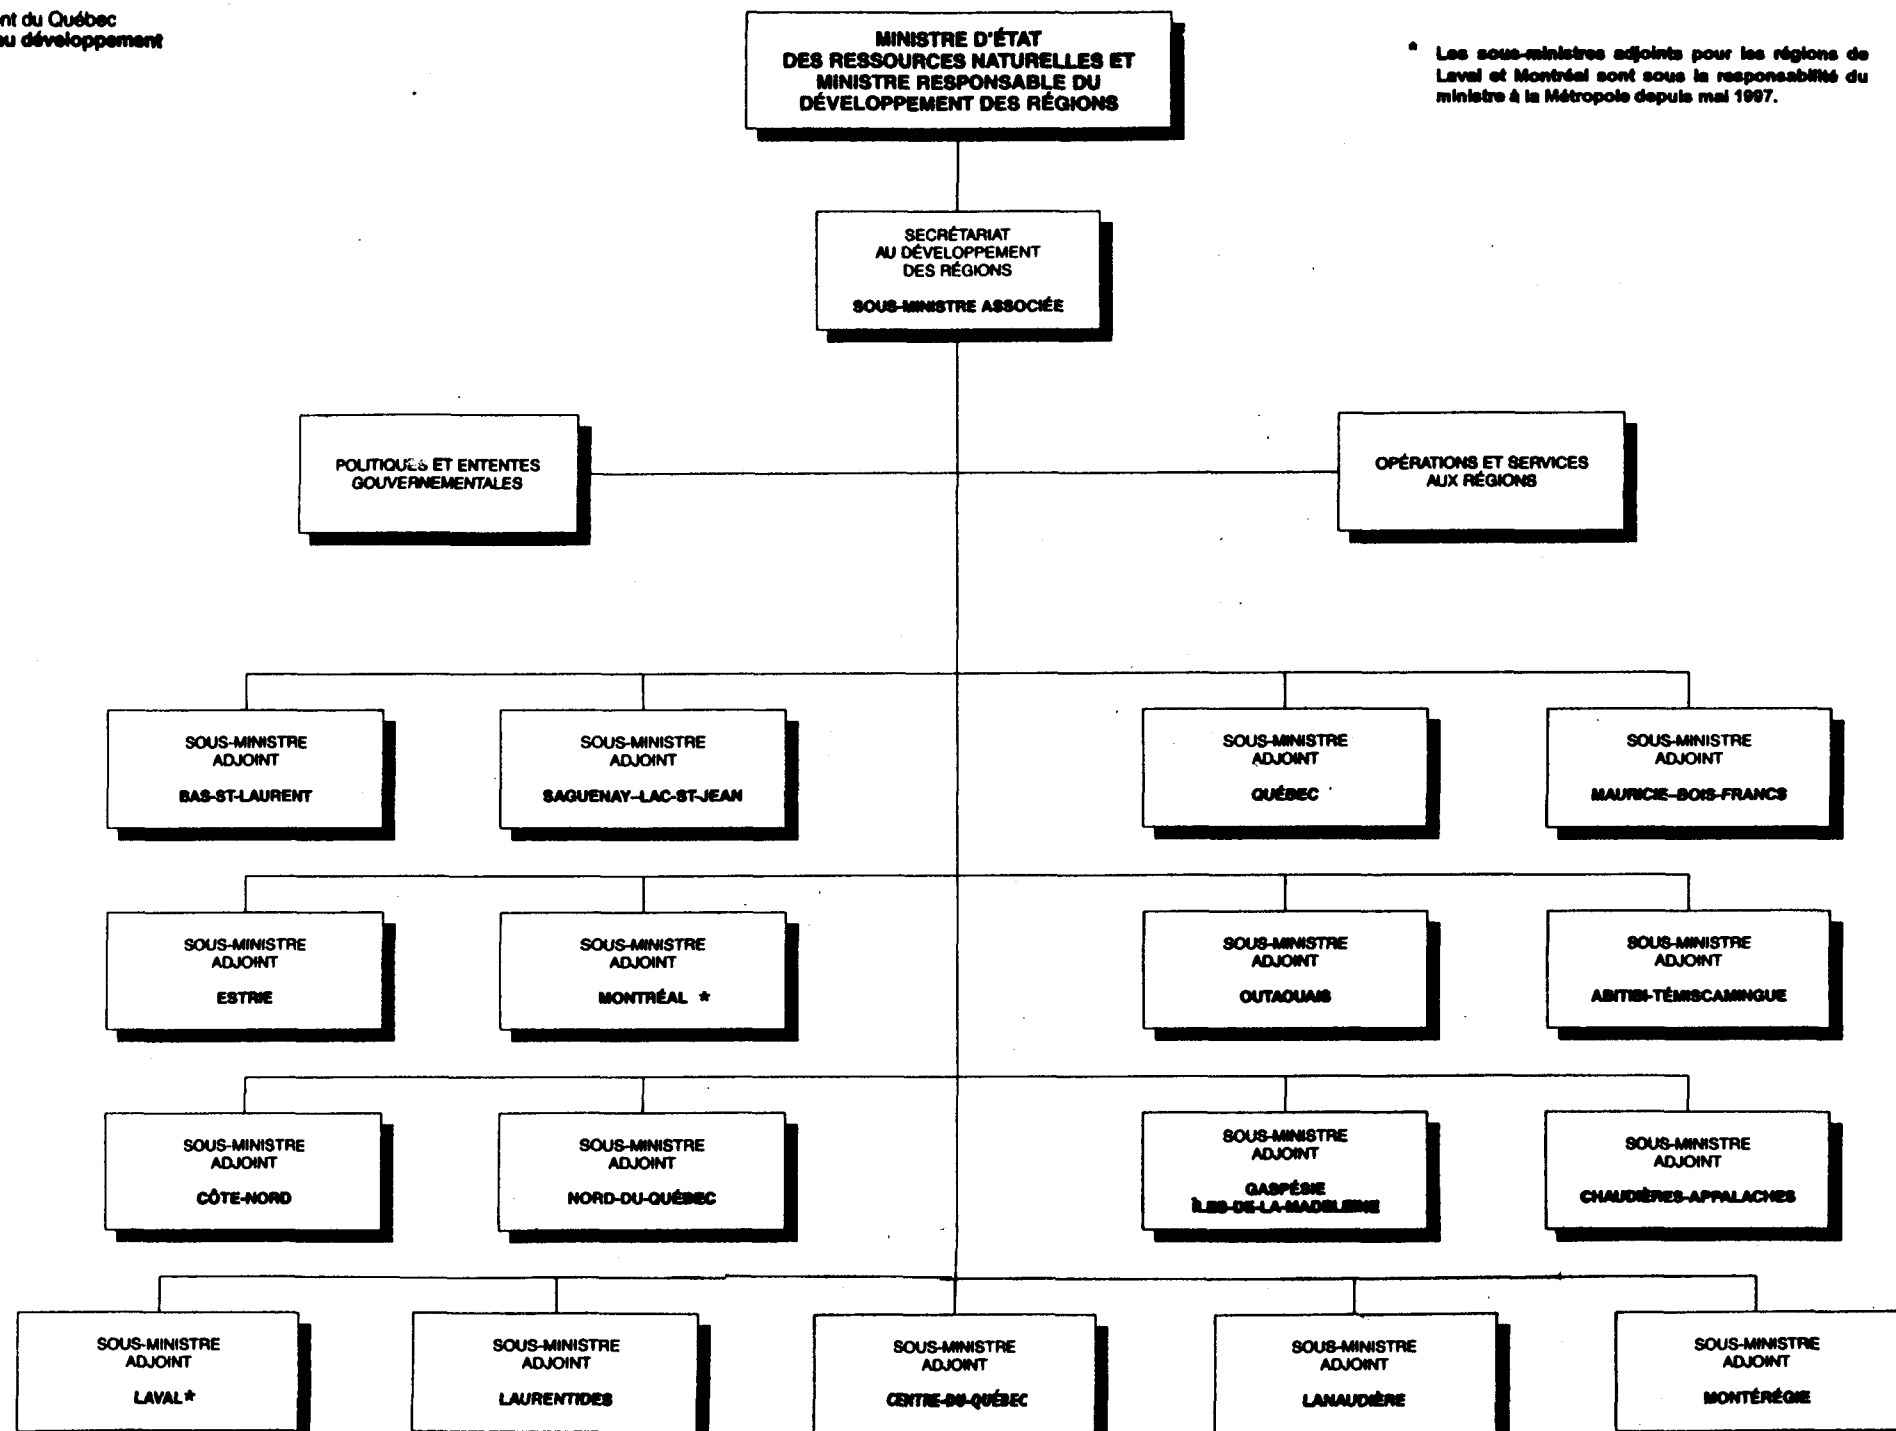 nt du Québec
au développement
MINISTRE D'ÉTAT
DES RESSOURCES NATURELLES ET
MINISTRE RESPONSABLE DU
DÉVELOPPEMENT DES RÉGIONS
* Les sous-ministres adjoints pour les régions de
Laval et Montréal sont sous la responsabilité du
ministre à la Métropole depuis mai 1997.
SECRÉTARIAT
AU DÉVELOPPEMENT
DES RÉGIONS
SOUS-MINISTRE ASSOCIÉE
POLITIQUES ET ENTENTES
GOUVERNEMENTALES
OPÉRATIONS ET SERVICES
AUX RÉGIONS
SOUS-MINISTRE
ADJOINT
BAS-ST-LAURENT
SOUS-MINISTRE
ADJOINT
SAGUENAY–LAC-ST-JEAN
SOUS-MINISTRE
ADJOINT
QUÉBEC
SOUS-MINISTRE
ADJOINT
MAURICIE–BOIS-FRANCS
SOUS-MINISTRE
ADJOINT
ESTRIE
SOUS-MINISTRE
ADJOINT
MONTRÉAL *
SOUS-MINISTRE
ADJOINT
OUTAOUAIS
SOUS-MINISTRE
ADJOINT
ABITIBI-TÉMISCAMINGUE
SOUS-MINISTRE
ADJOINT
CÔTE-NORD
SOUS-MINISTRE
ADJOINT
NORD-DU-QUÉBEC
SOUS-MINISTRE
ADJOINT
GASPÉSIE
ÎLES-DE-LA-MADELEINE
SOUS-MINISTRE
ADJOINT
CHAUDIÈRES-APPALACHES
SOUS-MINISTRE
ADJOINT
LAVAL*
SOUS-MINISTRE
ADJOINT
LAURENTIDES
SOUS-MINISTRE
ADJOINT
CENTRE-DU-QUÉBEC
SOUS-MINISTRE
ADJOINT
LANAUDIÈRE
SOUS-MINISTRE
ADJOINT
MONTÉRÉGIE